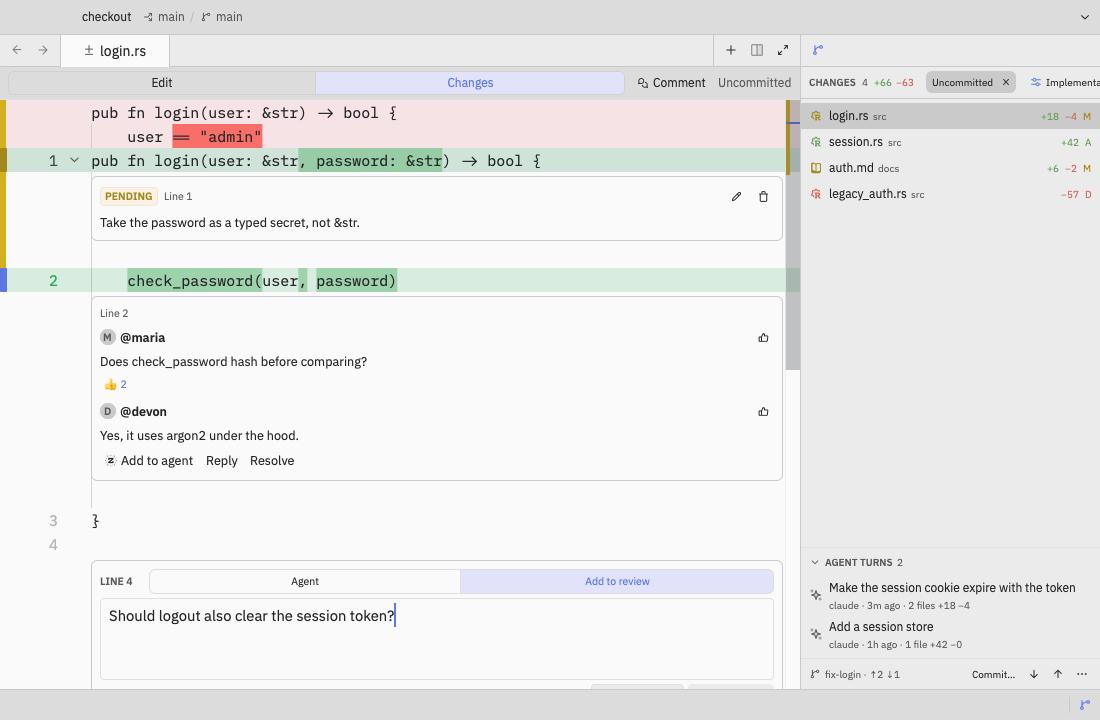 checkout main / main
± login.rs
Edit Changes Comment Uncommitted
CHANGES 4 +66 −63 Uncommitted × Implementa
pub fn login(user: &str) -> bool {
user == "admin"
1 pub fn login(user: &str, password: &str) -> bool {
PENDING Line 1
Take the password as a typed secret, not &str.
2 check_password(user, password)
Line 2
M @maria
Does check_password hash before comparing?
👍 2
D @devon
Yes, it uses argon2 under the hood.
Add to agent Reply Resolve
3 }
4
LINE 4 Agent Add to review
Should logout also clear the session token?
login.rs src +18 −4 M
session.rs src +42 A
auth.md docs +6 −2 M
legacy_auth.rs src −57 D
AGENT TURNS 2
Make the session cookie expire with the token
claude · 3m ago · 2 files +18 −4
Add a session store
claude · 1h ago · 1 file +42 −0
fix-login · ↑2 ↓1 Commit... ↓ ↑ ···